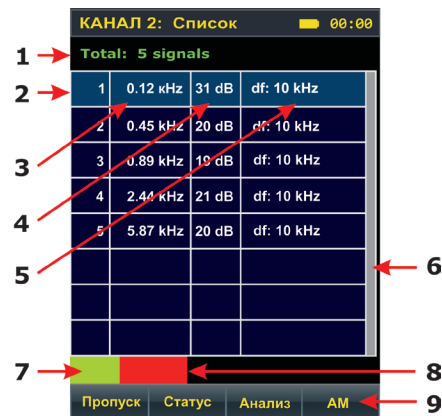 КАНАЛ 2: Список 00:00
Total: 5 signals
1 0.12 кHz 31 dB df: 10 kHz
2 0.45 kHz 20 dB df: 10 kHz
3 0.89 kHz 19 dB df: 10 kHz
4 2.44 kHz 21 dB df: 10 kHz
5 5.87 kHz 20 dB df: 10 kHz
Пропуск Статус Анализ AM
1
2
3
4
5
6
7
8
9